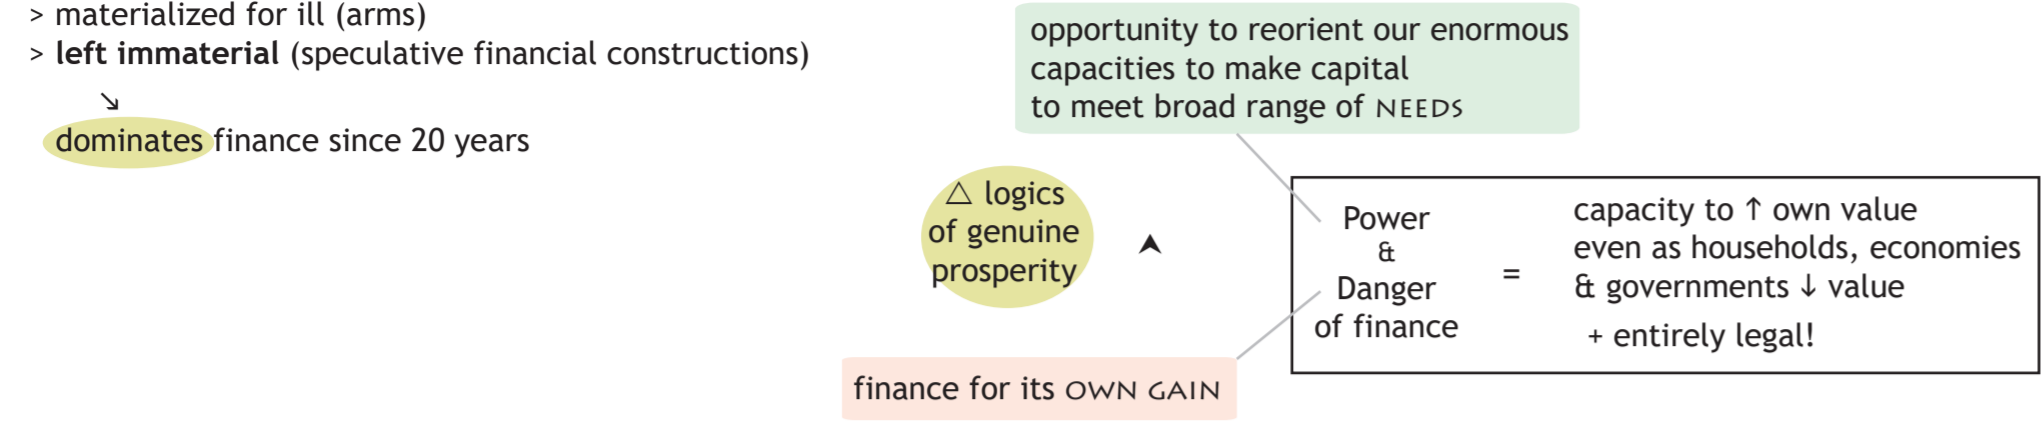 > materialized for ill (arms)
> left immaterial (speculative financial constructions)
↘
dominates finance since 20 years
opportunity to reorient our enormous
capacities to make capital
to meet broad range of NEEDS
△ logics
of genuine
prosperity
Power
&
Danger
of finance
=
capacity to ↑ own value
even as households, economies
& governments ↓ value
+ entirely legal!
finance for its OWN GAIN